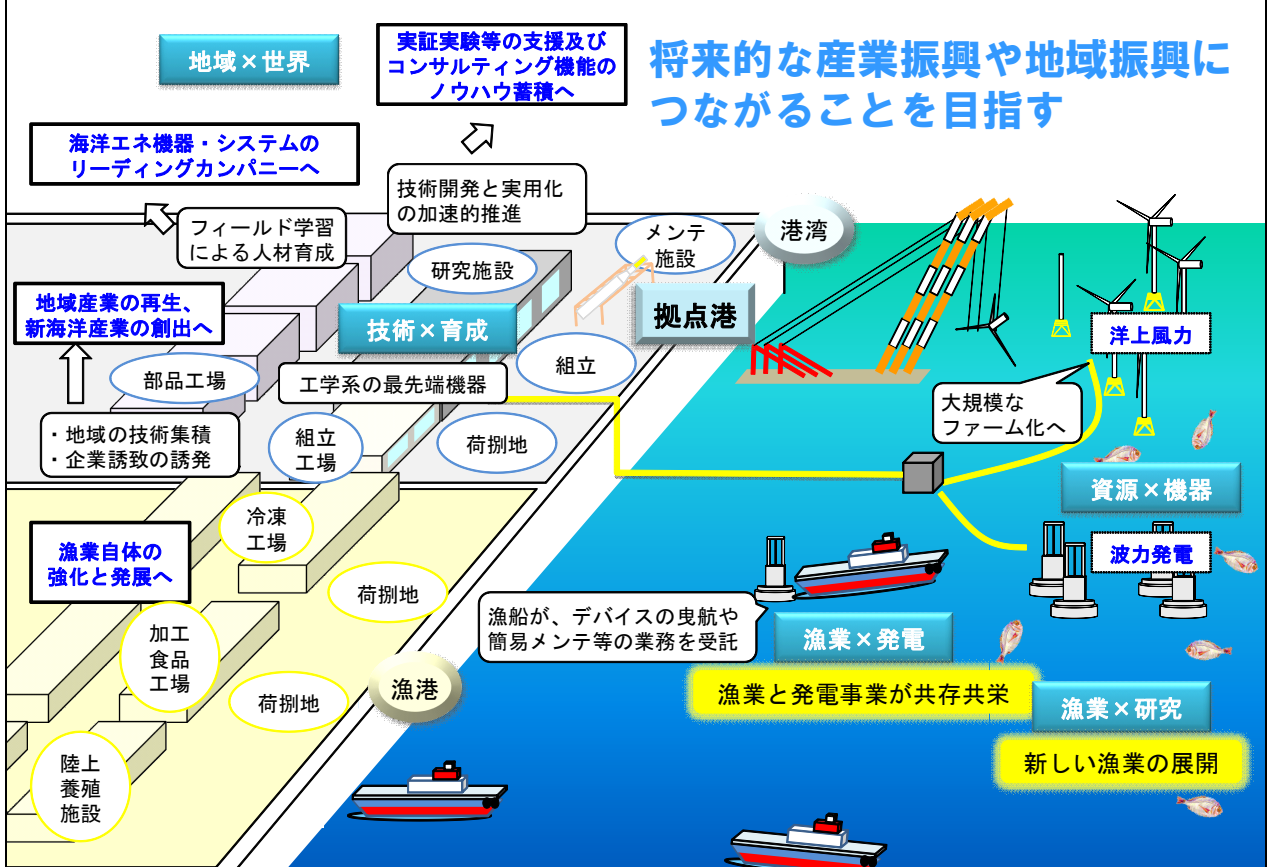 将来的な産業振興や地域振興に
つながることを目指す
地域×世界
実証実験等の支援及び
コンサルティング機能の
ノウハウ蓄積へ
海洋エネ機器・システムの
リーディングカンパニーへ
技術開発と実用化
の加速的推進
フィールド学習
による人材育成
メンテ
施設
港湾
研究施設
地域産業の再生、
新海洋産業の創出へ
技術×育成
拠点港
洋上風力
組立
部品工場
工学系の最先端機器
大規模な
ファーム化へ
・地域の技術集積
・企業誘致の誘発
組立
工場
荷捌地
資源×機器
冷凍
工場
漁業自体の
強化と発展へ
波力発電
荷捌地
漁船が、デバイスの曳航や
簡易メンテ等の業務を受託
漁業×発電
加工
食品
工場
漁業と発電事業が共存共栄
荷捌地
漁港
漁業×研究
新しい漁業の展開
陸上
養殖
施設